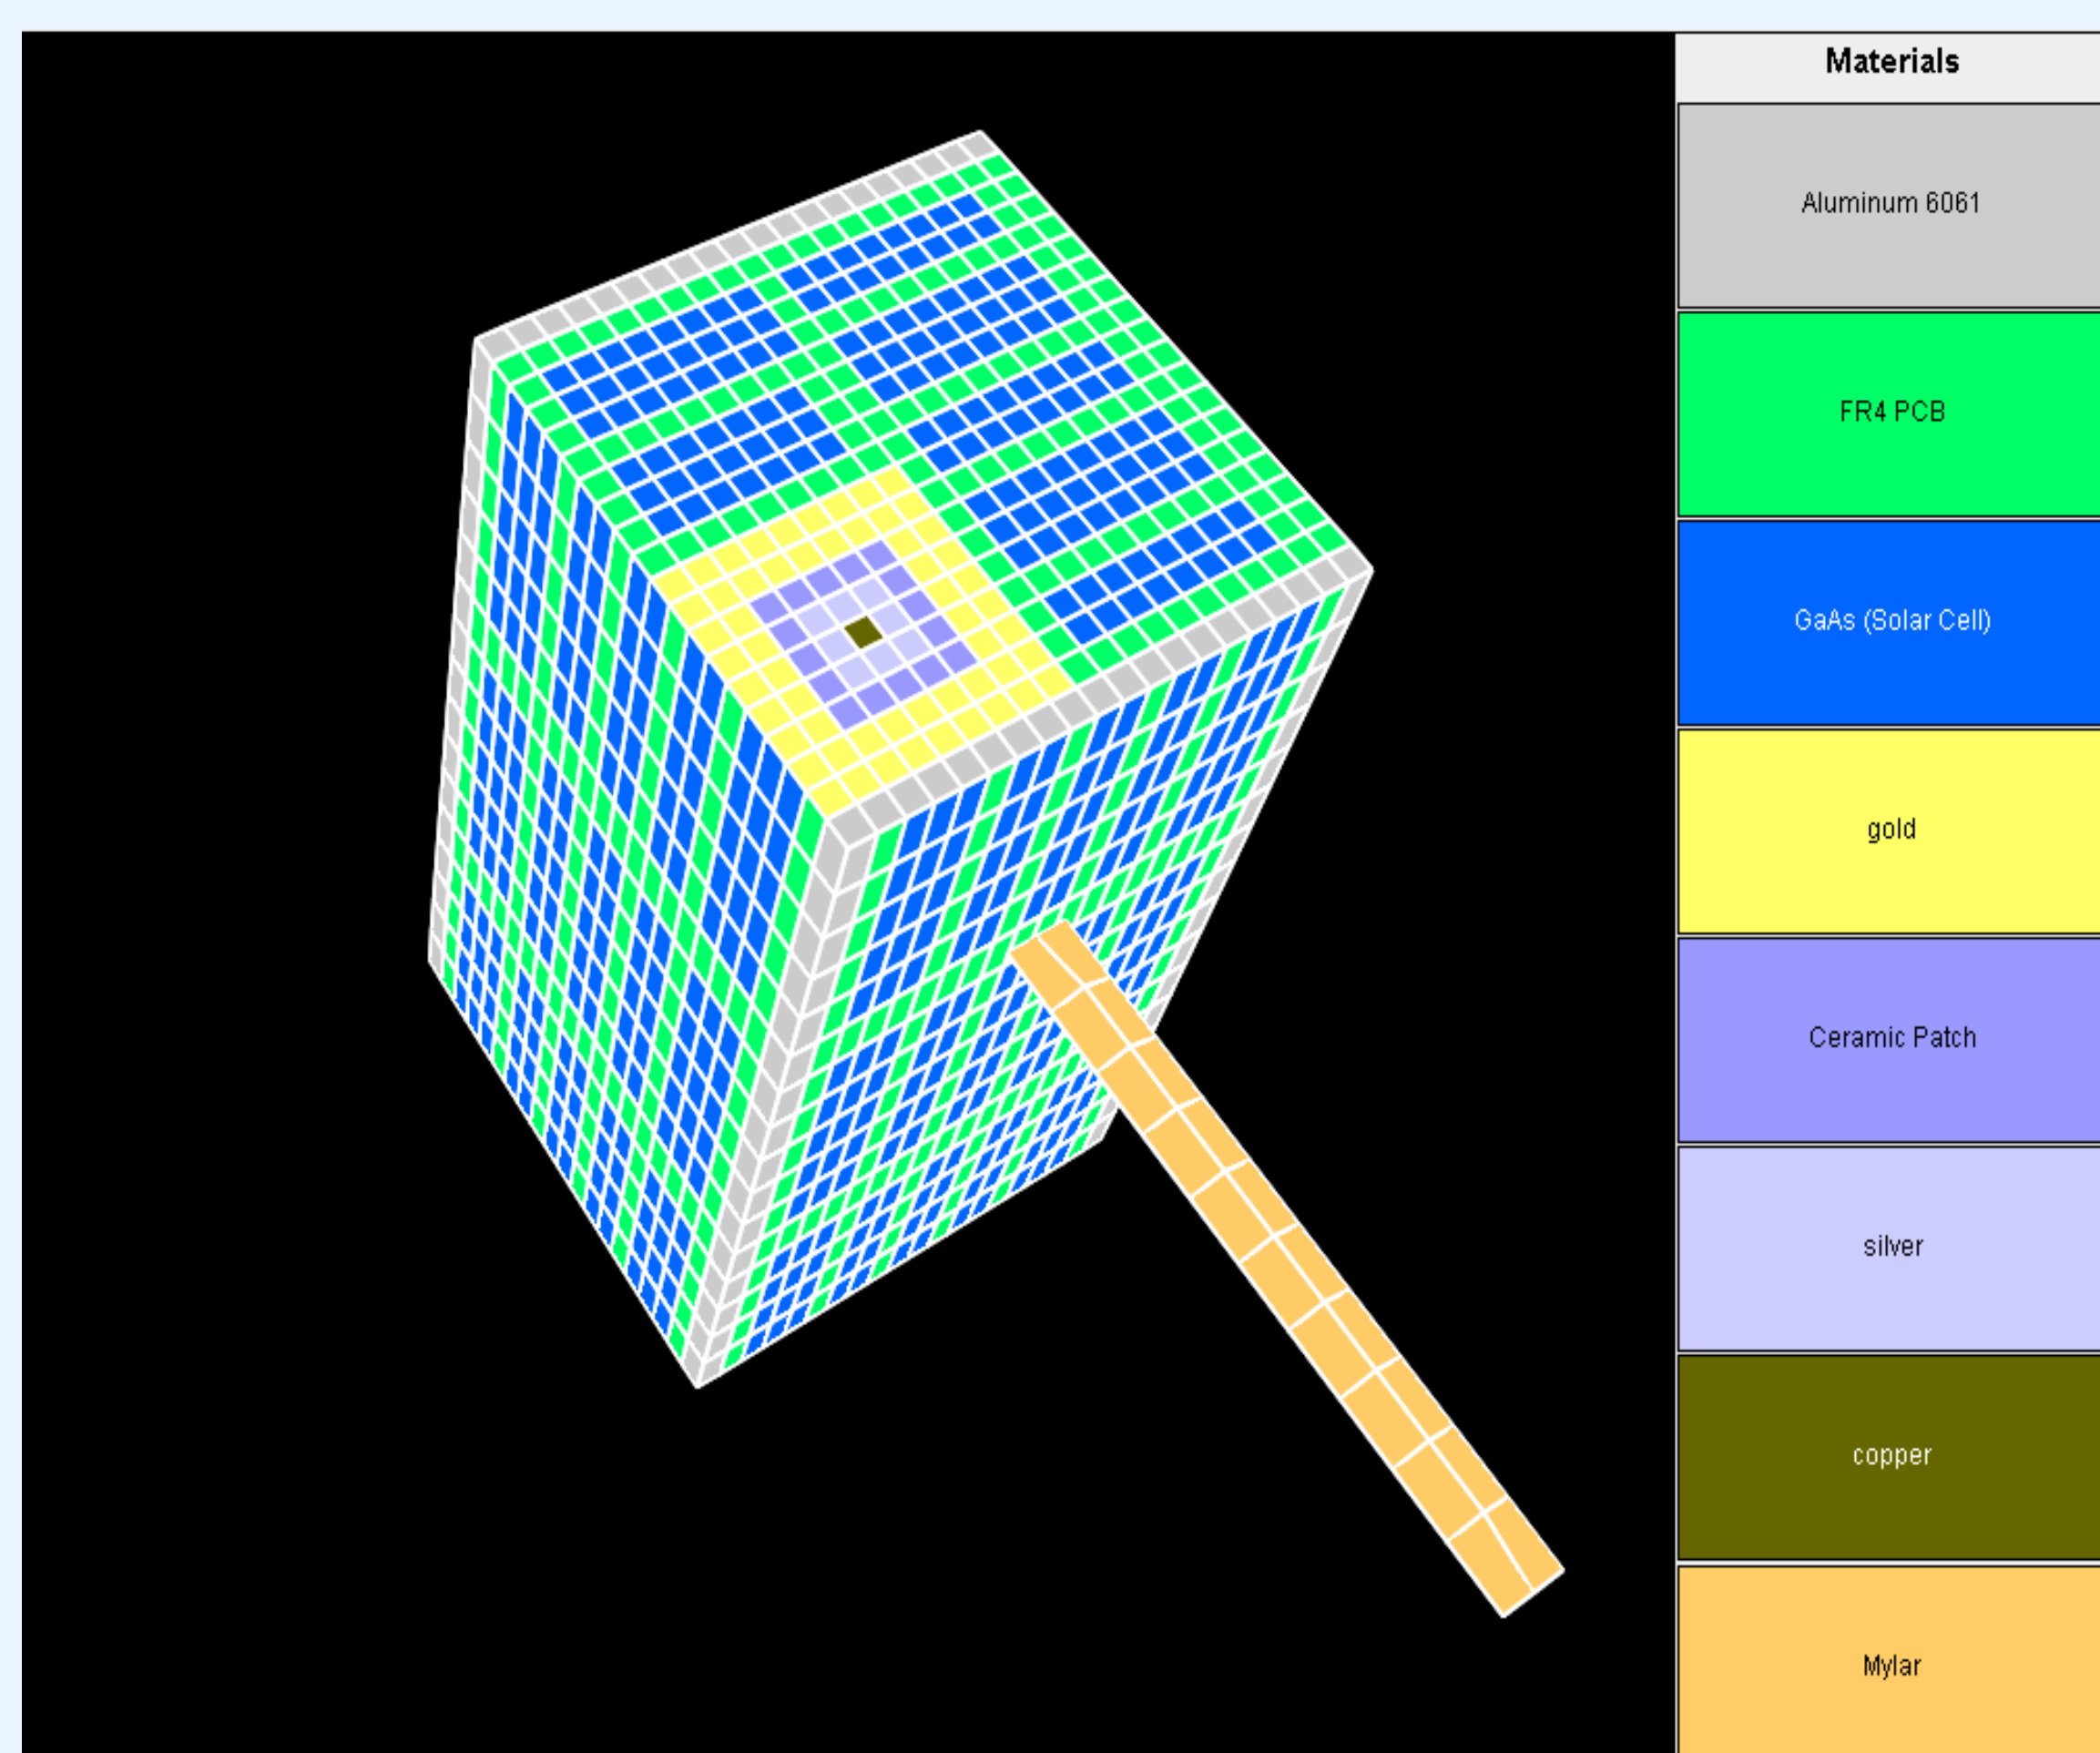 Materials
Aluminum 6061
FR4 PCB
GaAs (Solar Cell)
gold
Ceramic Patch
silver
copper
Mylar